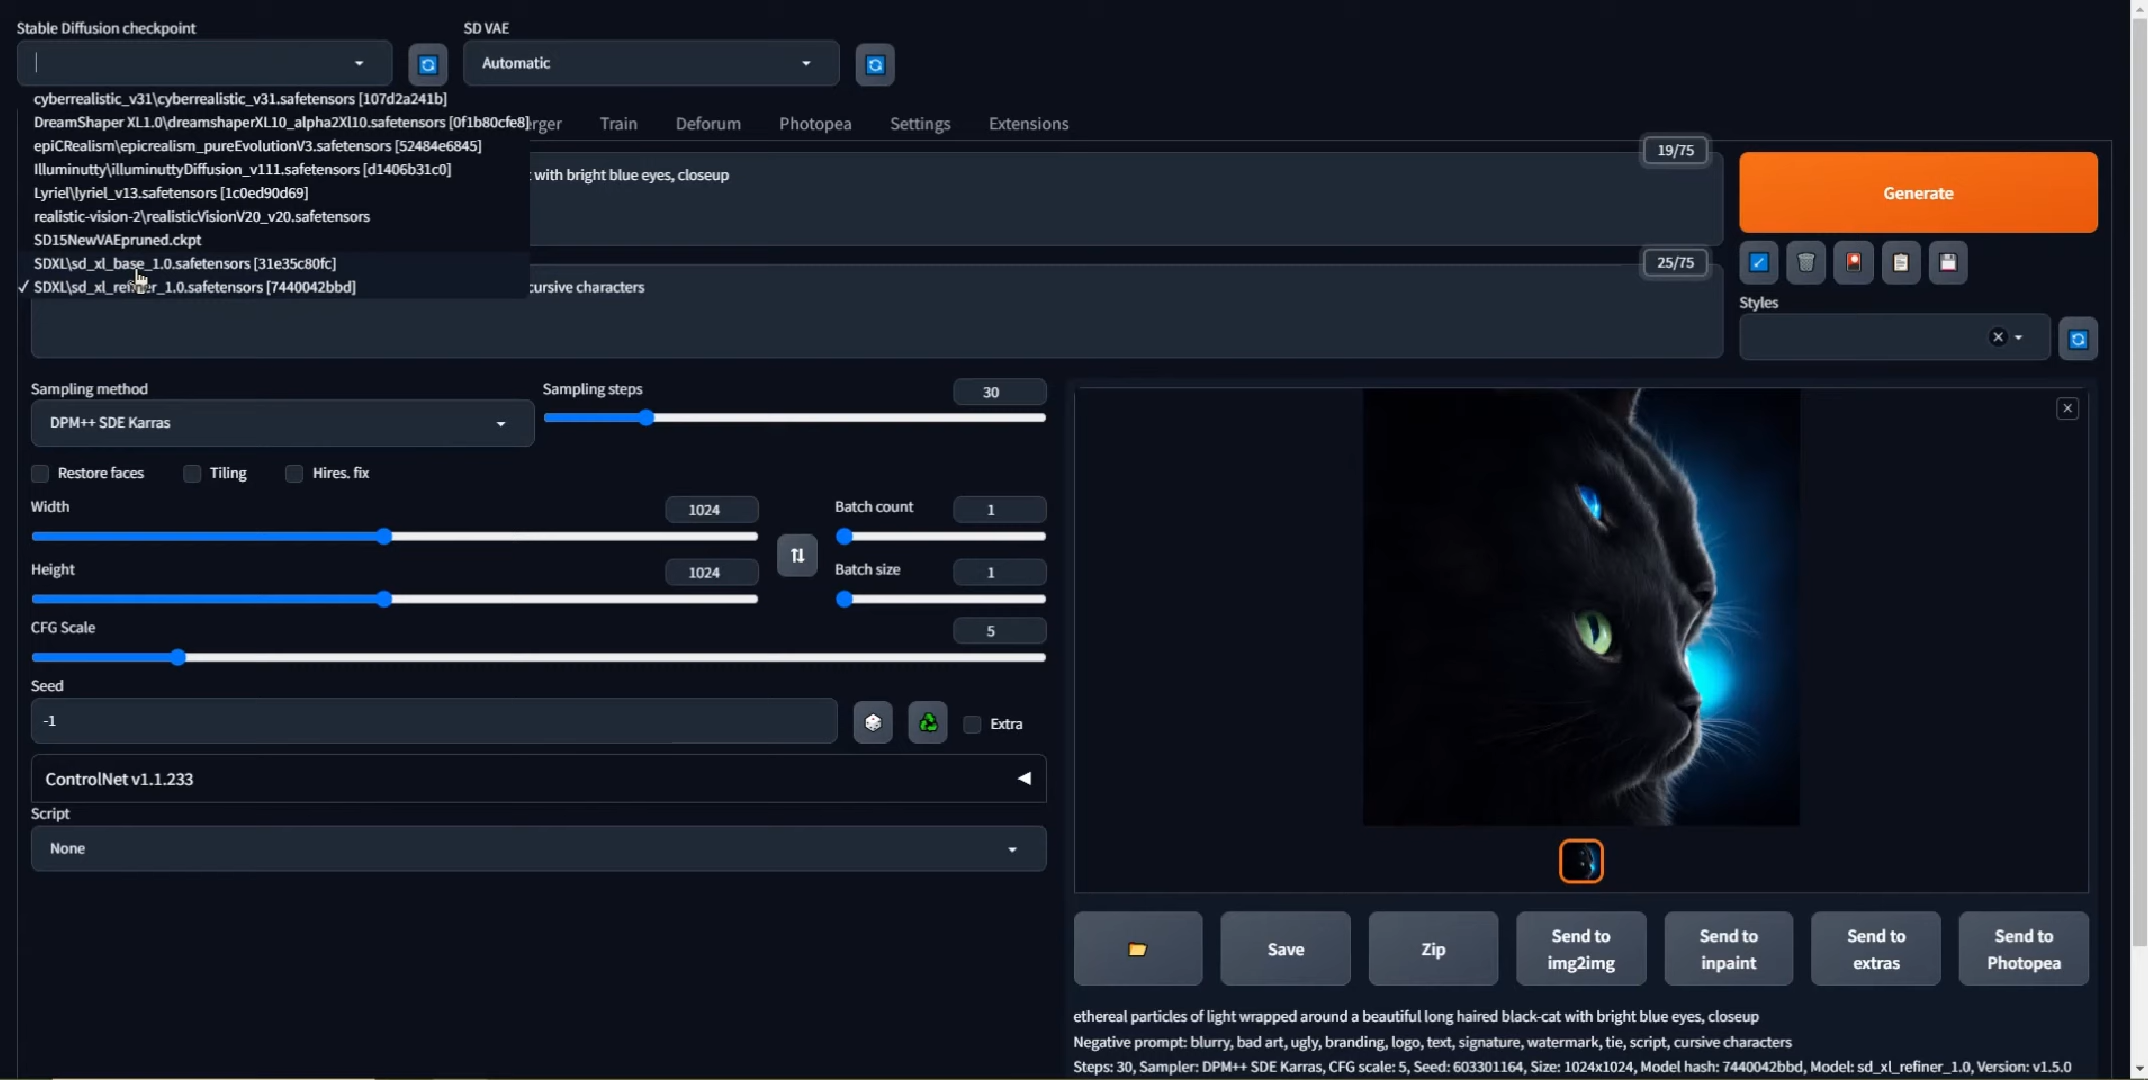 Stable Diffusion checkpoint
SD VAE
Automatic
cyberrealistic_v31\cyberrealistic_v31.safetensors [107d2a241b]
DreamShaper XL1.0\dreamshaperXL10_alpha2Xl10.safetensors [0f1b80cfe8]
erger
Train
Deforum
Photopea
Settings
Extensions
epiCRealism\epicrealism_pureEvolutionV3.safetensors [52484e6845]
Illuminutty\illuminuttyDiffusion_v111.safetensors [d1406b31c0]
Lyriel\lyriel_v13.safetensors [1c0ed90d69]
realistic-vision-2\realisticVisionV20_v20.safetensors
SD15NewVAEpruned.ckpt
SDXL\sd_xl_base_1.0.safetensors [31e35c80fc]
✓ SDXL\sd_xl_refiner_1.0.safetensors [7440042bbd]
19/75
with bright blue eyes, closeup
25/75
cursive characters
Generate
Styles
Sampling method
DPM++ SDE Karras
Sampling steps
30
Restore faces
Tiling
Hires. fix
Width
1024
Batch count
1
Height
1024
Batch size
1
CFG Scale
5
Seed
-1
Extra
ControlNet v1.1.233
Script
None
Save
Zip
Send to
img2img
Send to
inpaint
Send to
extras
Send to
Photopea
ethereal particles of light wrapped around a beautiful long haired black-cat with bright blue eyes, closeup
Negative prompt: blurry, bad art, ugly, branding, logo, text, signature, watermark, tie, script, cursive characters
Steps: 30, Sampler: DPM++ SDE Karras, CFG scale: 5, Seed: 603301164, Size: 1024x1024, Model hash: 7440042bbd, Model: sd_xl_refiner_1.0, Version: v1.5.0